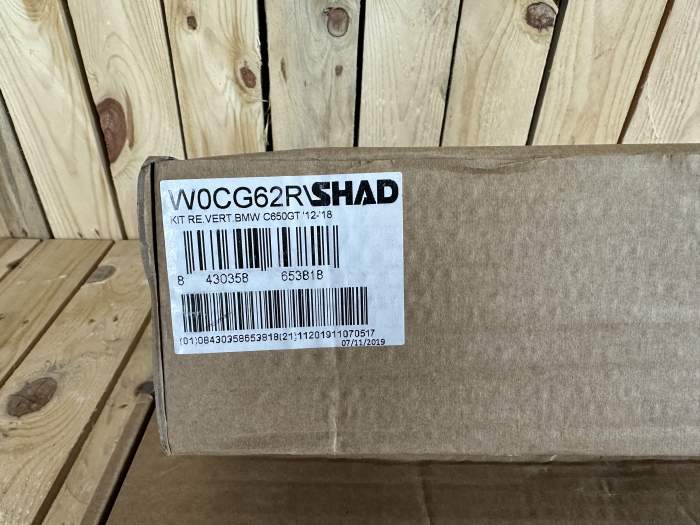 W0CG62RV SHAD
KIT RE.VERT.BMW C650GT '12-'18
8 430358 653818
(01)08430358653818(21)11201911070517
07/11/2019